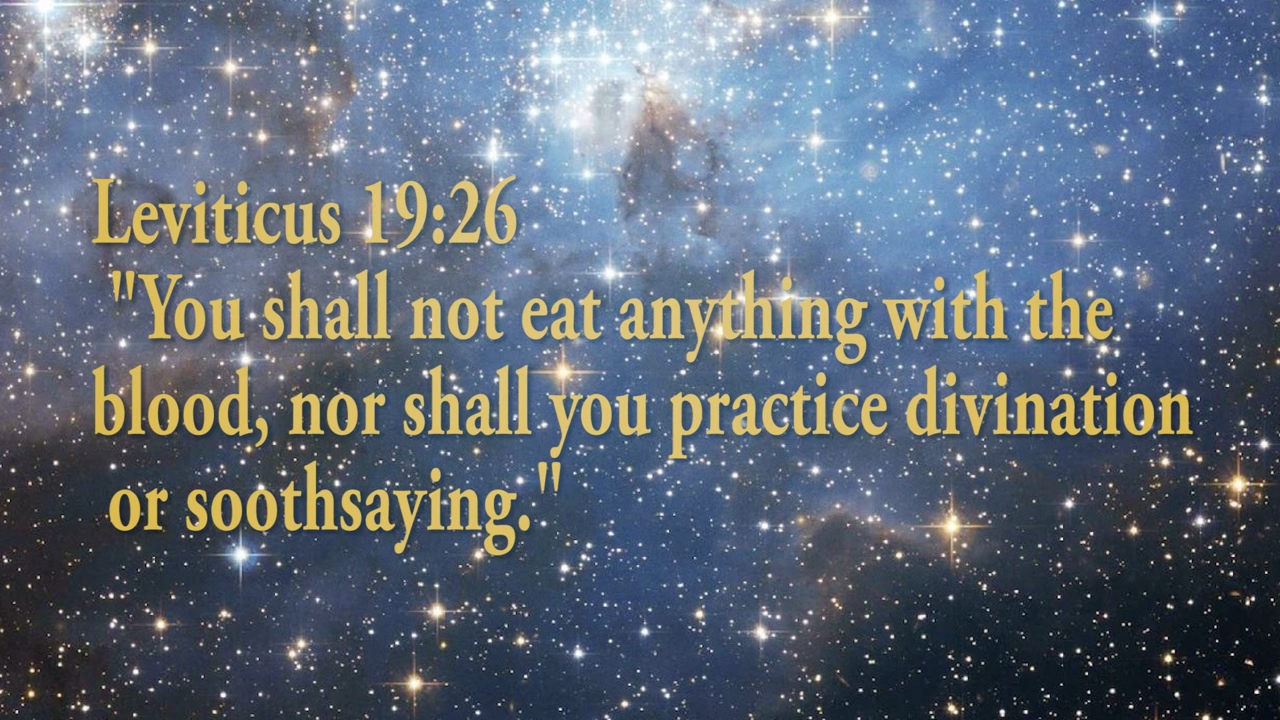 Leviticus 19:26
"You shall not eat anything with the
blood, nor shall you practice divination
or soothsaying."